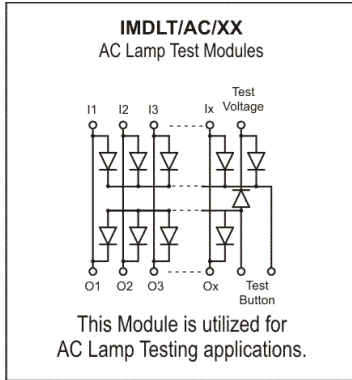 IMDLT/AC/XX
AC Lamp Test Modules
Test
I1 I2 I3 Ix Voltage
O1 O2 O3 Ox Test
Button
This Module is utilized for
AC Lamp Testing applications.